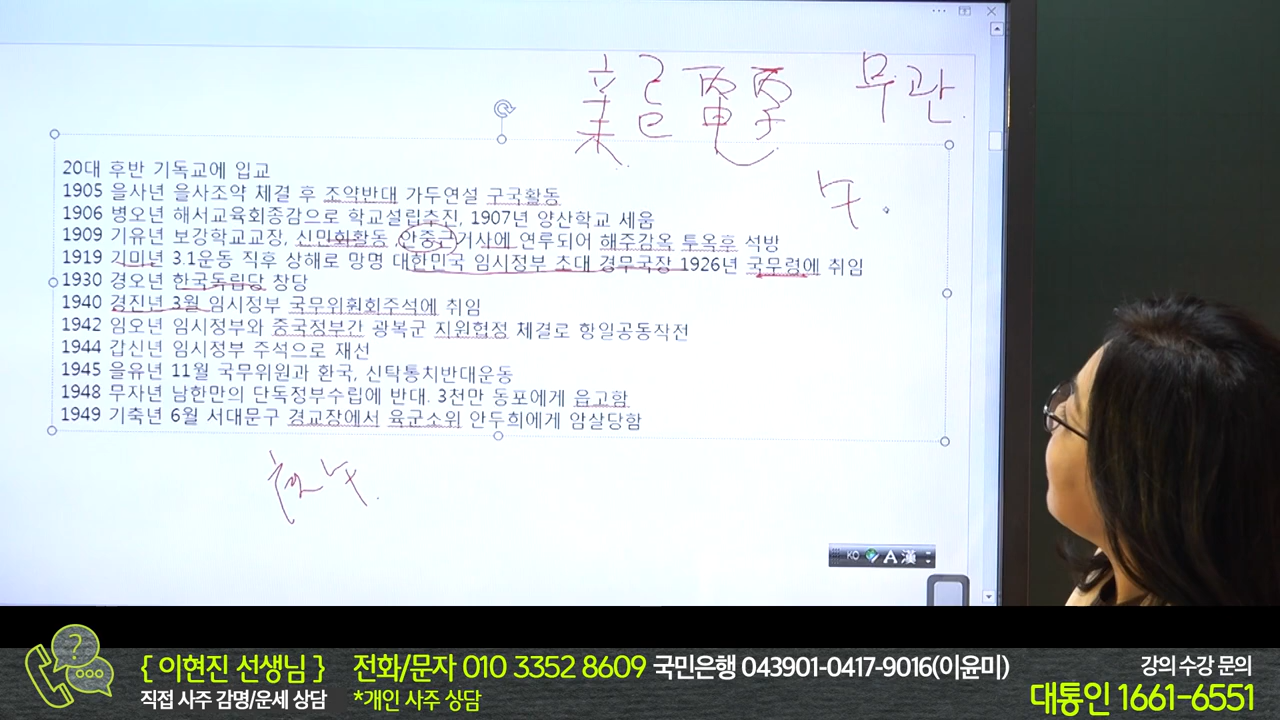 무관
20대 후반 기독교에 입교
1905 을사년 을사조약 체결 후 조약반대 가두연설 구국활동
1906 병오년 해서교육회종감으로 학교설립추진, 1907년 양산학교 세움
1909 기유년 보강학교교장, 신민회활동 ,안중근거사에 연루되어 해주감옥 투옥후 석방
1919 기미년 3.1운동 직후 상해로 망명 대한민국 임시정부 초대 경무국장 1926년 국무령에 취임
1930 경오년 한국독립당 창당
1940 경진년 3월 임시정부 국무위훤회주석에 취임
1942 임오년 임시정부와 중국정부간 광복군 지원협정 체결로 항일공동작전
1944 갑신년 임시정부 주석으로 재선
1945 을유년 11월 국무위원과 환국, 신탁통치반대운동
1948 무자년 남한만의 단독정부수립에 반대. 3천만 동포에게 읍고함
1949 기축년 6월 서대문구 경교장에서 육군소위 안두희에게 암살당함
KO A 漢
{ 이현진 선생님 } 전화/문자 010 3352 8609 국민은행 043901-0417-9016(이윤미)
직접 사주 감명/운세 상담 *개인 사주 상담
강의 수강 문의
대통인 1661-6551